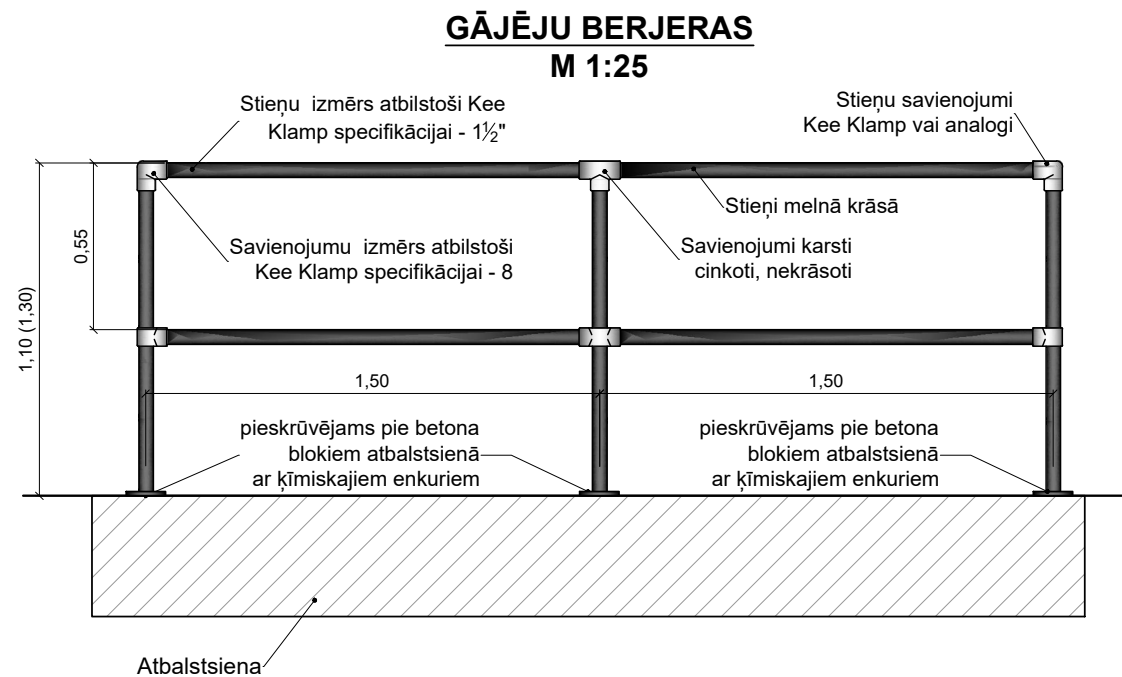 GĀJĒJU BERJERAS
M 1:25
Stieņu izmērs atbilstoši Kee
Klamp specifikācijai - 1½"
Stieņu savienojumi
Kee Klamp vai analogi
Stieņi melnā krāsā
Savienojumu izmērs atbilstoši
Kee Klamp specifikācijai - 8
Savienojumi karsti
cinkoti, nekrāsoti
0,55
1,10 (1,30)
1,50
1,50
pieskrūvējams pie betona
blokiem atbalstsienā
ar ķīmiskajiem enkuriem
pieskrūvējams pie betona
blokiem atbalstsienā
ar ķīmiskajiem enkuriem
Atbalstsiena